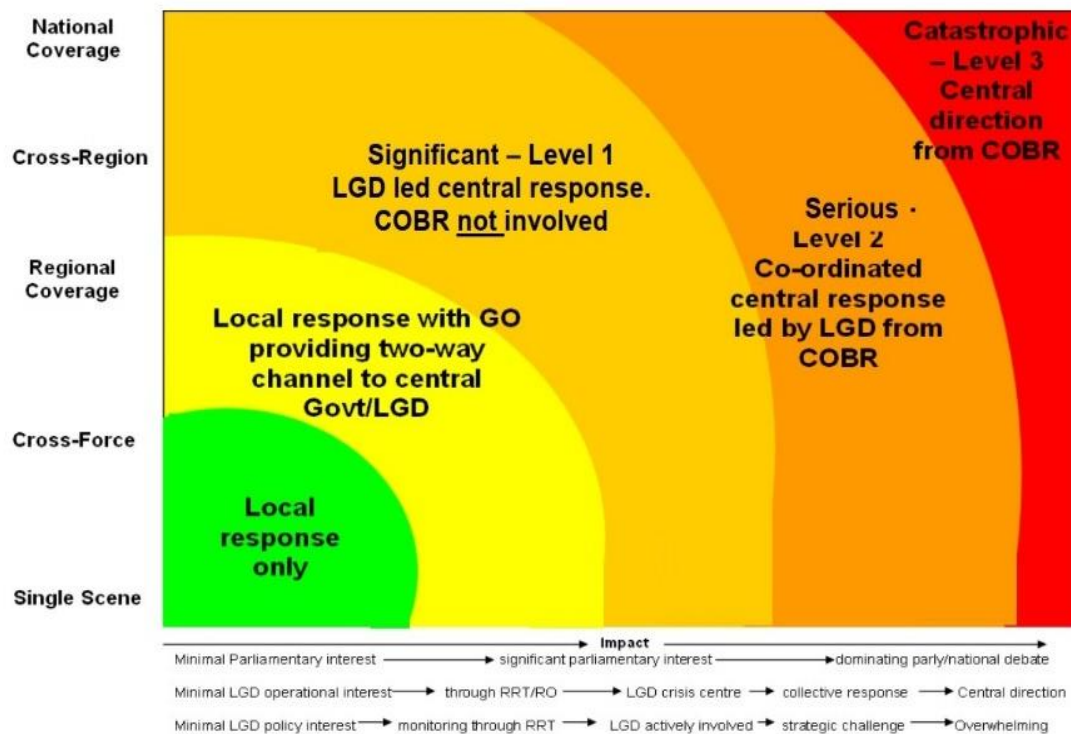 National
Coverage
Cross-Region
Regional
Coverage
Cross-Force
Single Scene
Catastrophic
– Level 3
Central
direction
from COBR
Significant – Level 1
LGD led central response.
COBR not involved
Serious -
Level 2
Co-ordinated
central response
led by LGD from
COBR
Local response with GO
providing two-way
channel to central
Govt/LGD
Local
response
only
Impact
Minimal Parliamentary interest significant parliamentary interest dominating parly/national debate
Minimal LGD operational interest through RRT/RO LGD crisis centre collective response Central direction
Minimal LGD policy interest monitoring through RRT LGD actively involved strategic challenge Overwhelming